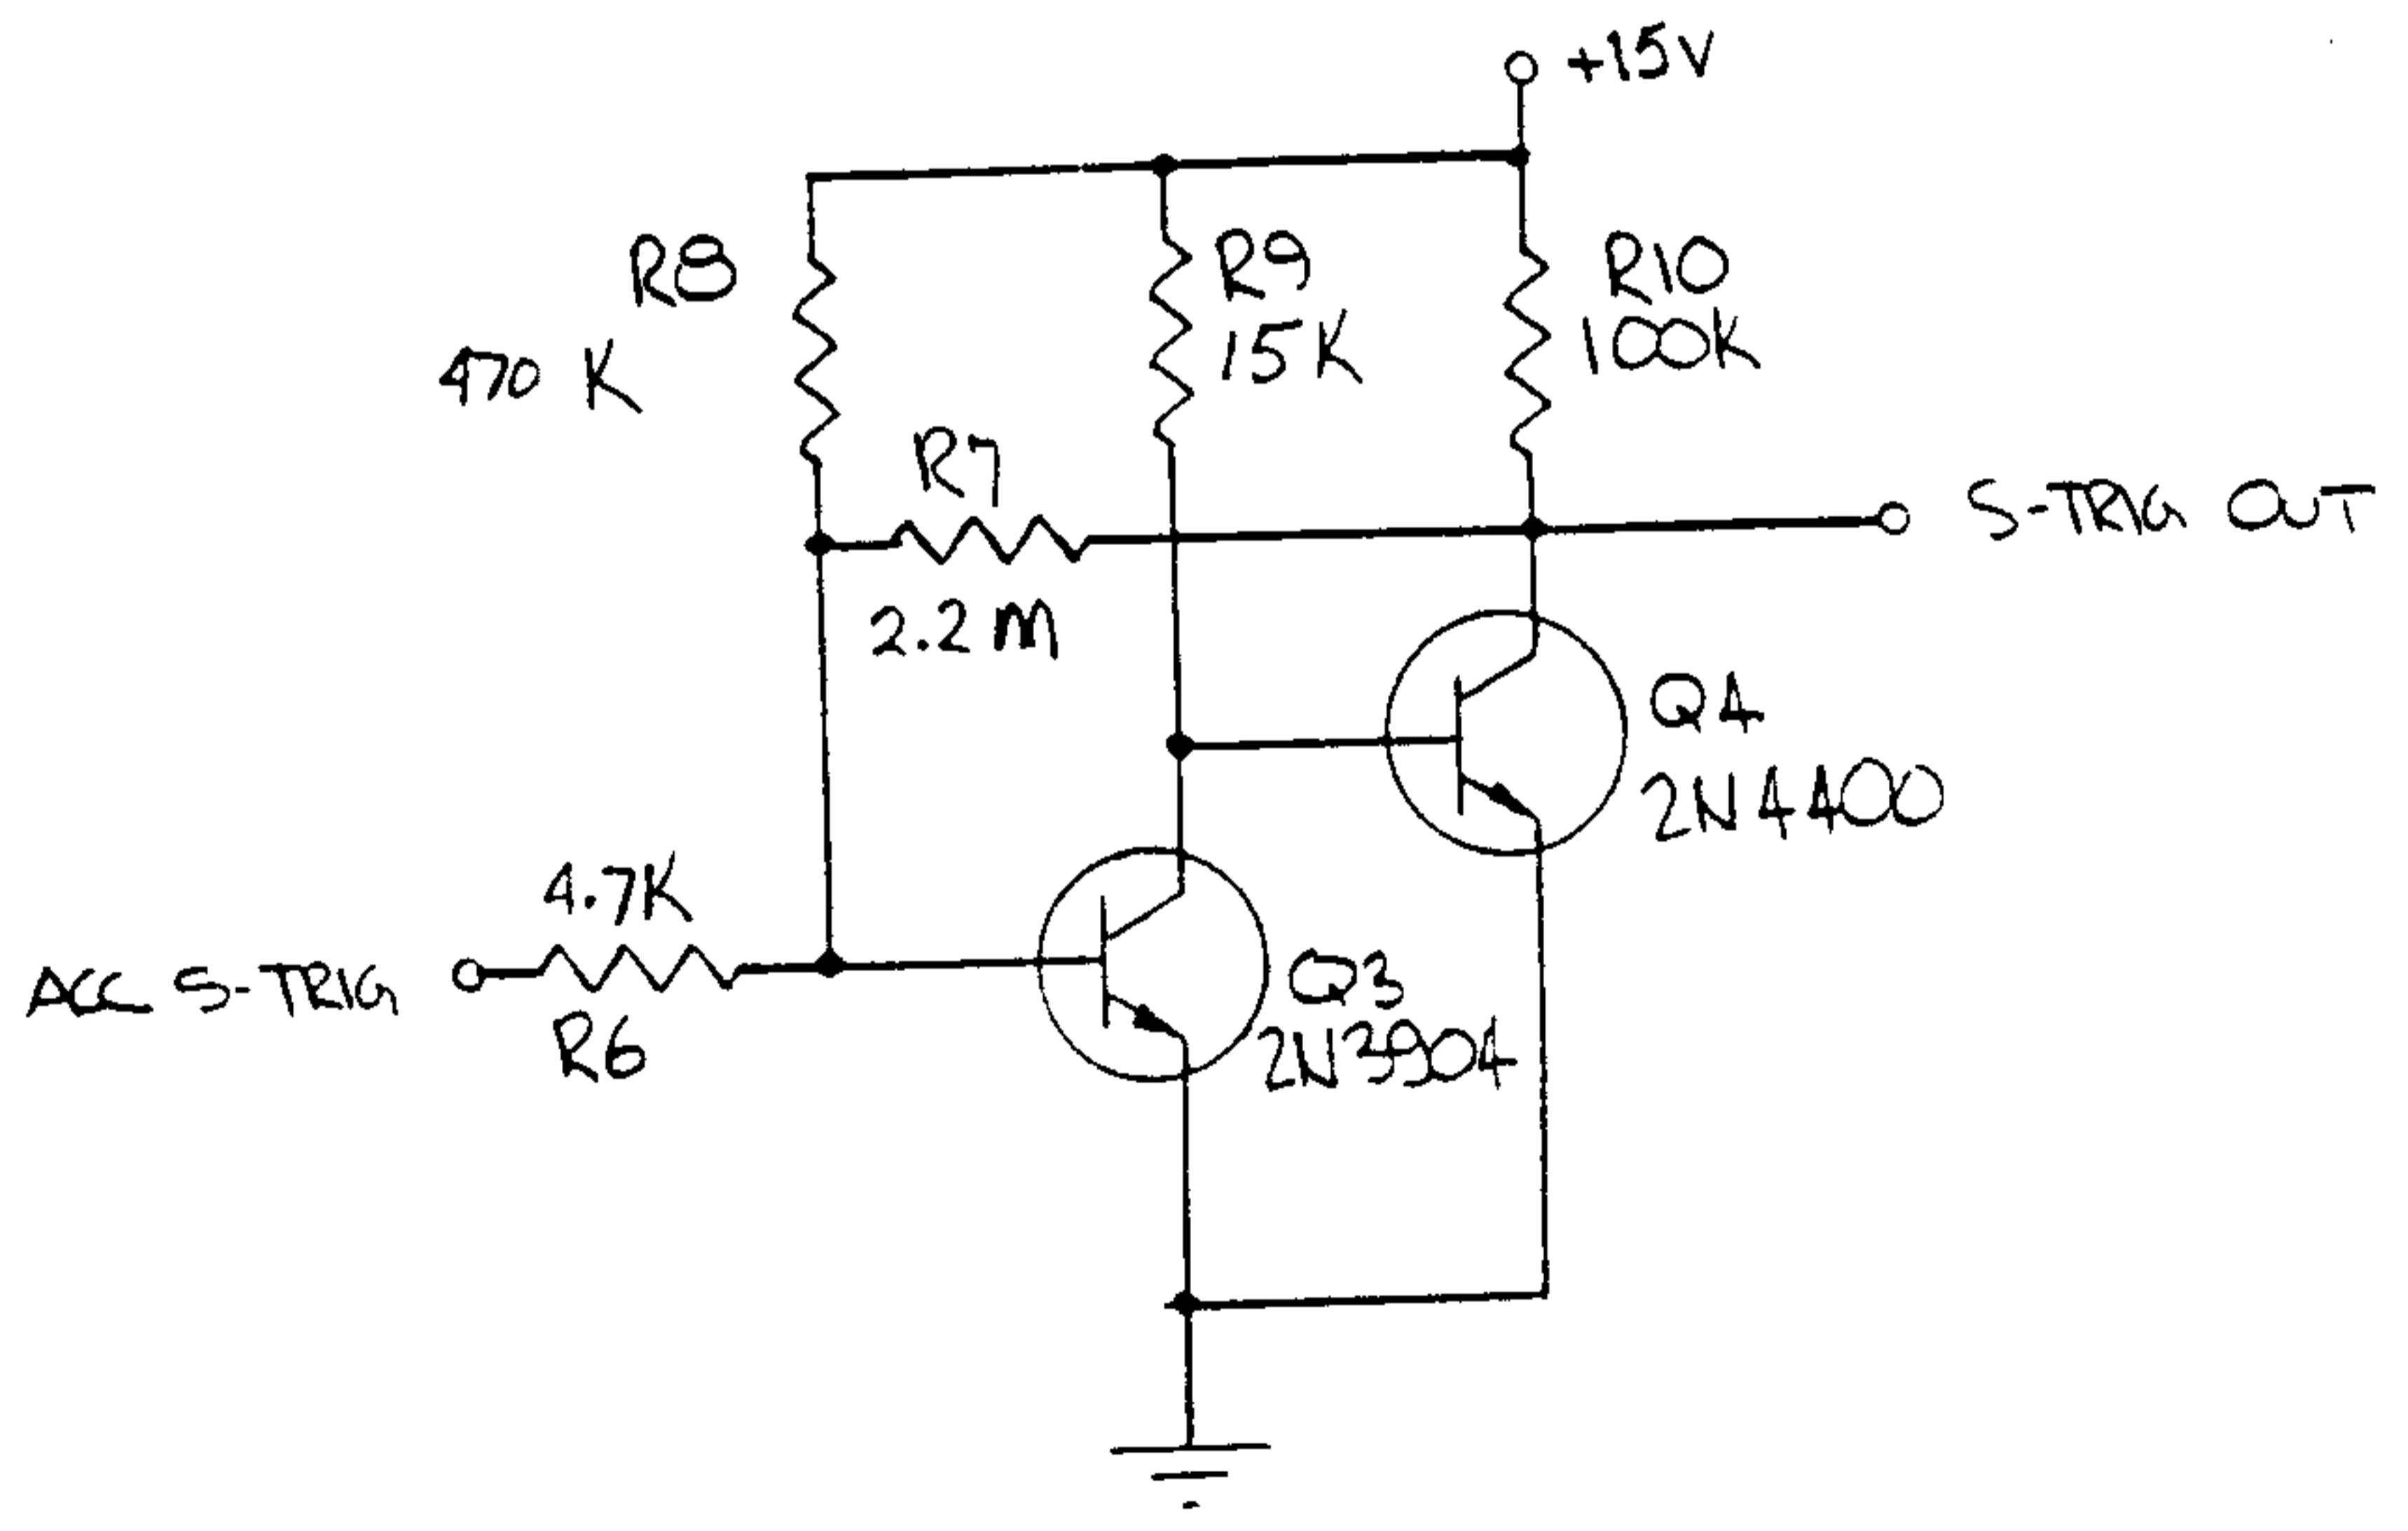 +15V
R8
470 K
R9
15K
R10
100K
R7
2.2 M
S-TRIG OUT
Q4
2N4400
4.7K
ACC S-TRIG
R6
Q3
2N3904